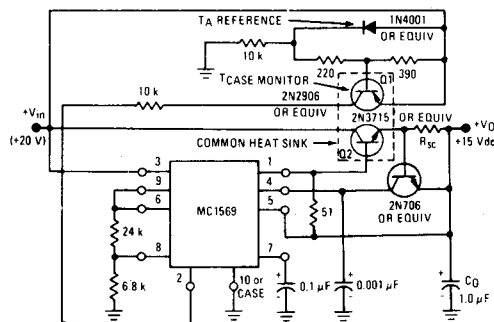 TA REFERENCE
1N4001
OR EQUIV
10 k
TCASE MONITOR
220
390
Q1
10 k
2N2906
OR EQUIV
+Vin
(+20 V)
COMMON HEAT SINK
2N3715
OR EQUIV
RSC
+VO
+15 Vdc
Q2
3
1
9
4
6
5
MC1569
51
2N706
OR EQUIV
24 k
8
7
6.8 k
2
10 or
CASE
+
0.1 µF
+
0.001 µF
+
CO
1.0 µF